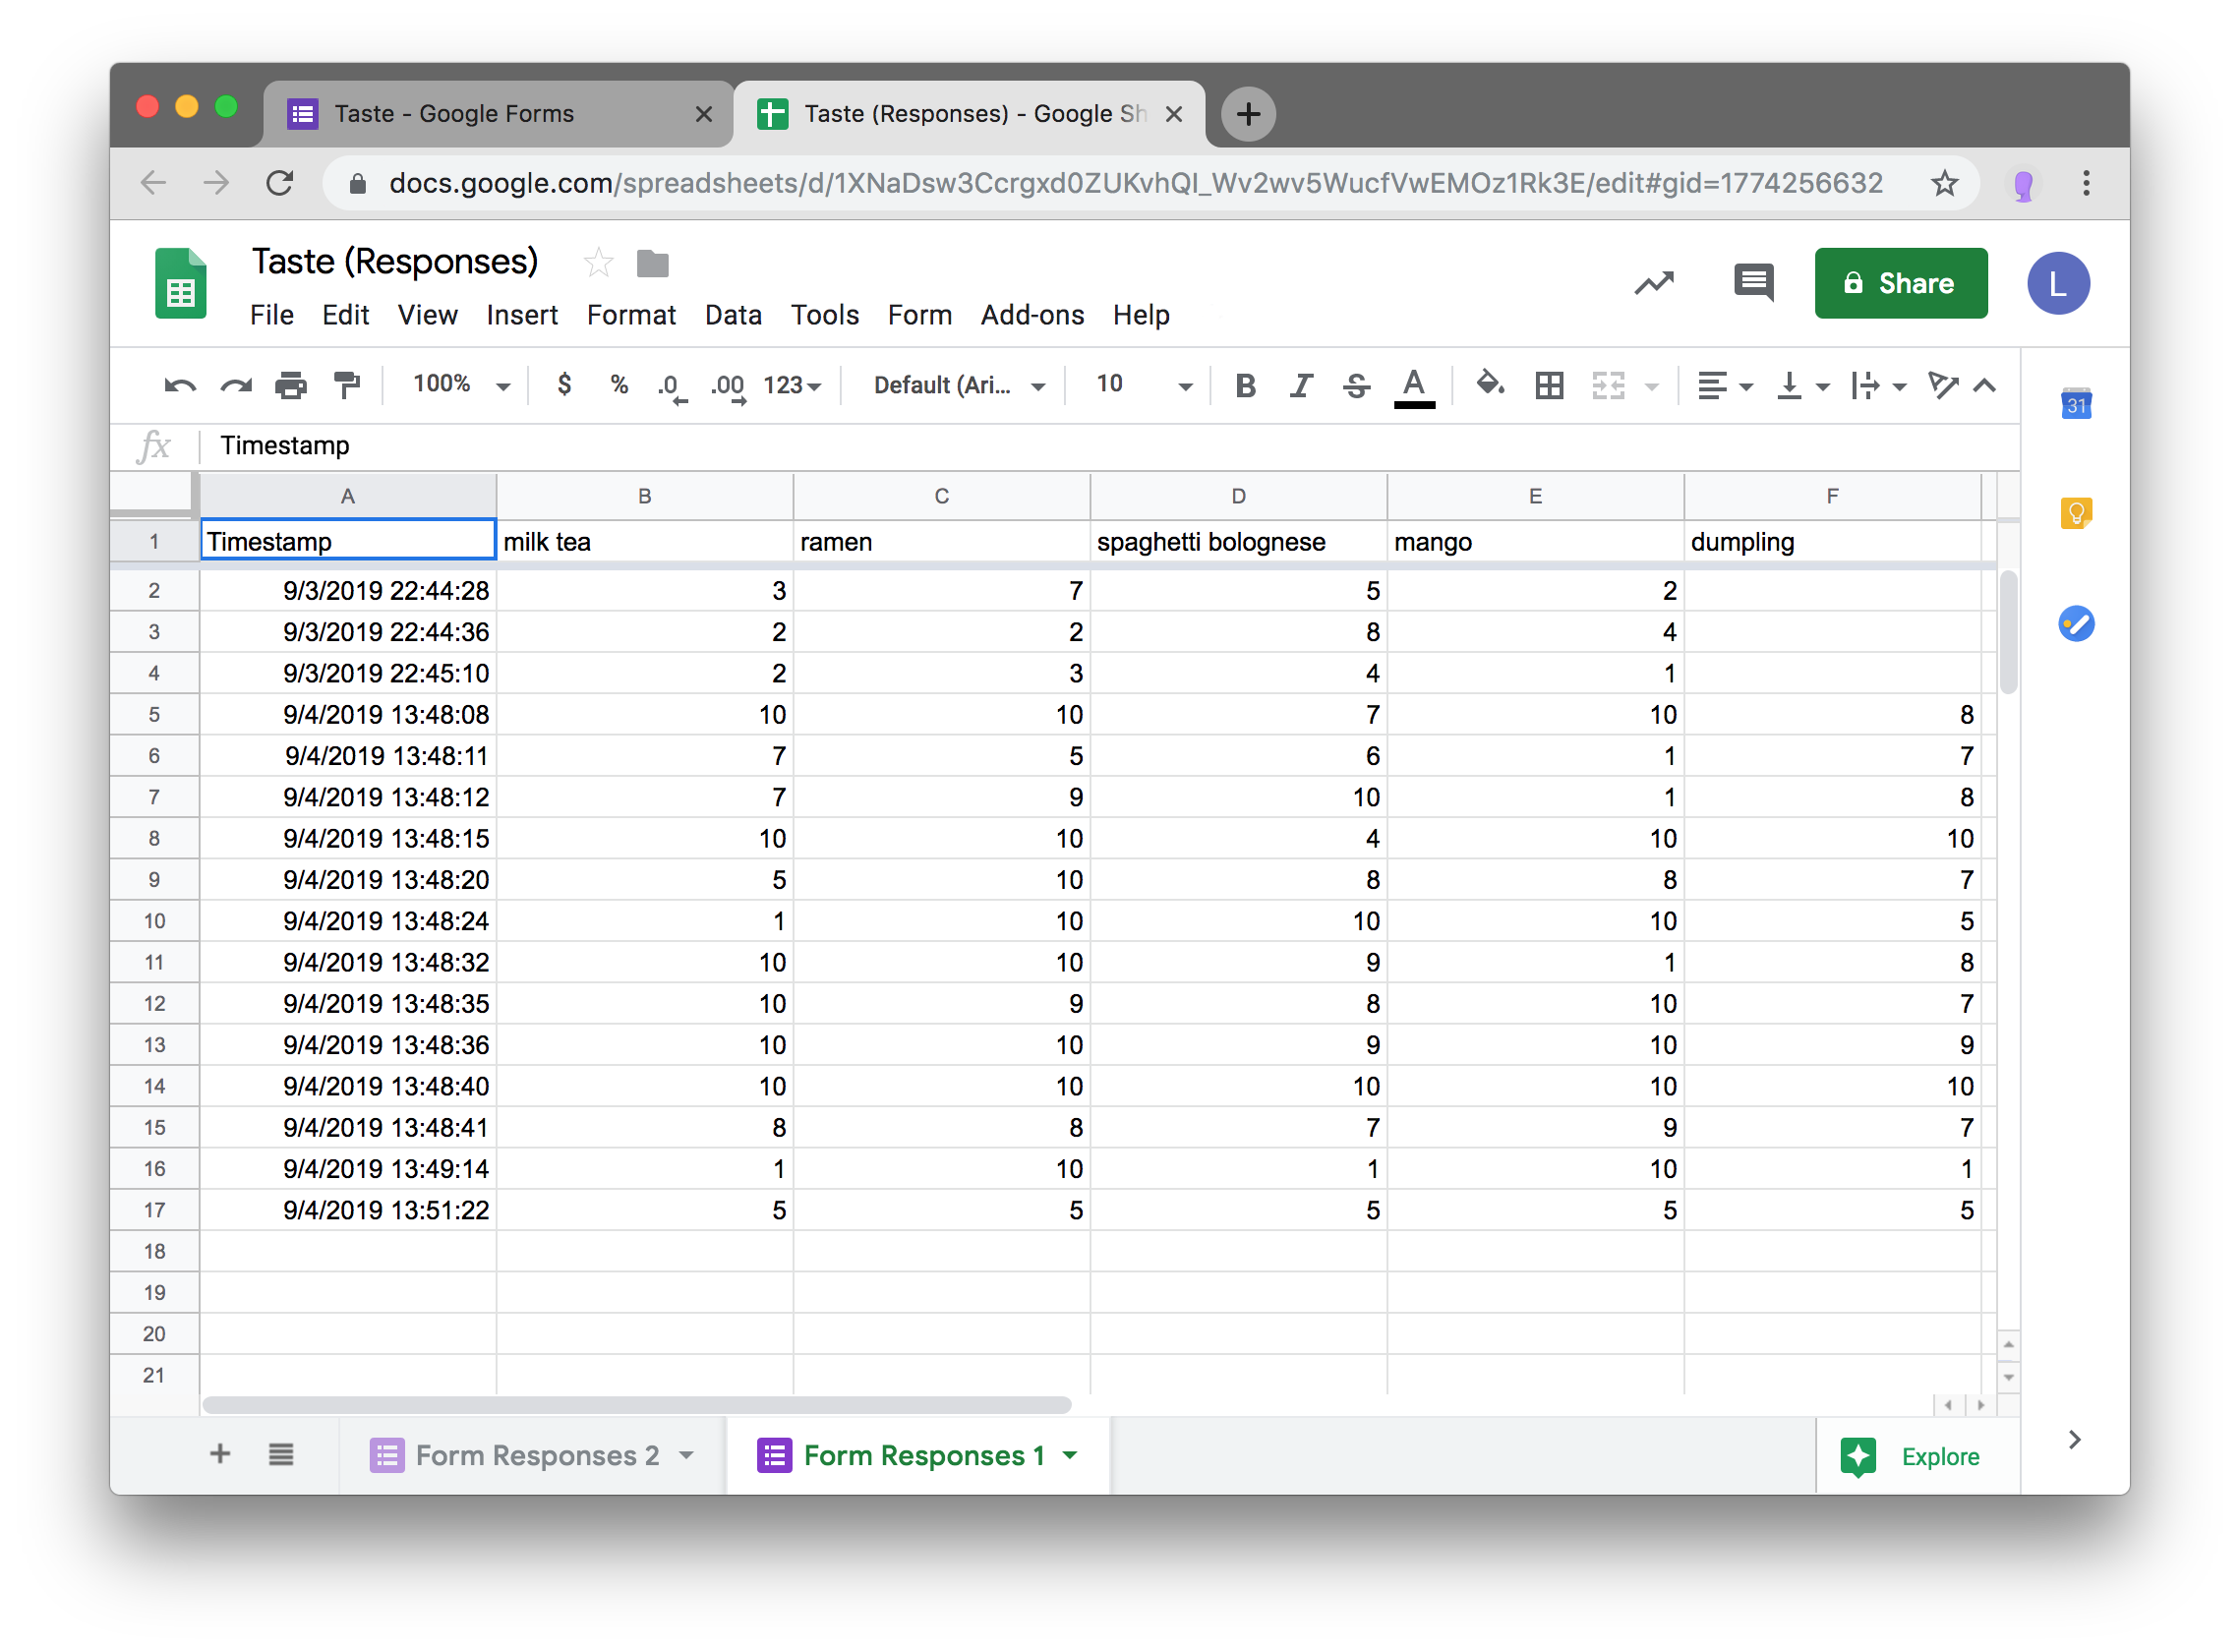 Taste - Google Forms
Taste (Responses) - Google Sh
docs.google.com/spreadsheets/d/1XNaDsw3Ccrgxd0ZUKvhQI_Wv2wv5WucfVwEMOz1Rk3E/edit#gid=1774256632
Taste (Responses)
Share
L
File Edit View Insert Format Data Tools Form Add-ons Help
100% $ % .0 .00 123 Default (Ari... 10 B I S A
31
fx Timestamp
A B C D E F
1 Timestamp milk tea ramen spaghetti bolognese mango dumpling
2 9/3/2019 22:44:28 3 7 5 2
3 9/3/2019 22:44:36 2 2 8 4
4 9/3/2019 22:45:10 2 3 4 1
5 9/4/2019 13:48:08 10 10 7 10 8
6 9/4/2019 13:48:11 7 5 6 1 7
7 9/4/2019 13:48:12 7 9 10 1 8
8 9/4/2019 13:48:15 10 10 4 10 10
9 9/4/2019 13:48:20 5 10 8 8 7
10 9/4/2019 13:48:24 1 10 10 10 5
11 9/4/2019 13:48:32 10 10 9 1 8
12 9/4/2019 13:48:35 10 9 8 10 7
13 9/4/2019 13:48:36 10 10 9 10 9
14 9/4/2019 13:48:40 10 10 10 10 10
15 9/4/2019 13:48:41 8 8 7 9 7
16 9/4/2019 13:49:14 1 10 1 10 1
17 9/4/2019 13:51:22 5 5 5 5 5
18
19
20
21
Form Responses 2 Form Responses 1 Explore